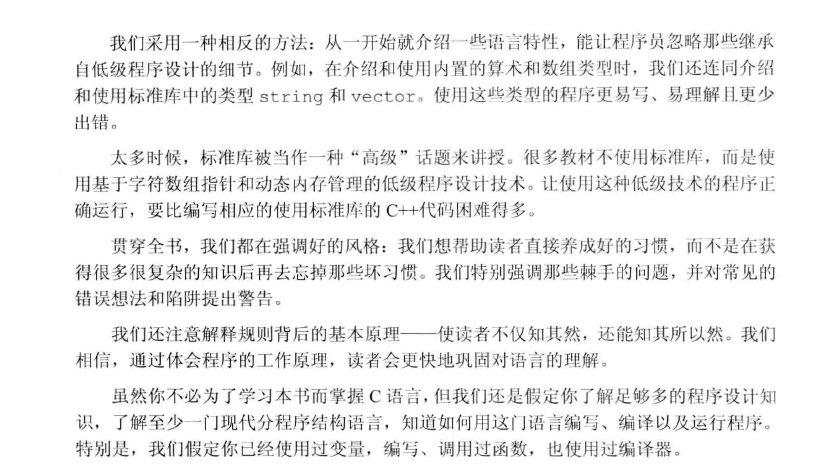 我们采用一种相反的方法：从一开始就介绍一些语言特性，能让程序员忽略那些继承
自低级程序设计的细节。例如，在介绍和使用内置的算术和数组类型时，我们还连同介绍
和使用标准库中的类型 string 和 vector。使用这些类型的程序更易写、易理解且更少
出错。
太多时候，标准库被当作一种“高级”话题来讲授。很多教材不使用标准库，而是使
用基于字符数组指针和动态内存管理的低级程序设计技术。让使用这种低级技术的程序正
确运行，要比编写相应的使用标准库的 C++代码困难得多。
贯穿全书，我们都在强调好的风格：我们想帮助读者直接养成好的习惯，而不是在获
得很多很复杂的知识后再去忘掉那些坏习惯。我们特别强调那些棘手的问题，并对常见的
错误想法和陷阱提出警告。
我们还注意解释规则背后的基本原理——使读者不仅知其然，还能知其所以然。我们
相信，通过体会程序的工作原理，读者会更快地巩固对语言的理解。
虽然你不必为了学习本书而掌握 C 语言，但我们还是假定你了解足够多的程序设计知
识，了解至少一门现代分程序结构语言，知道如何用这门语言编写、编译以及运行程序。
特别是，我们假定你已经使用过变量，编写、调用过函数，也使用过编译器。